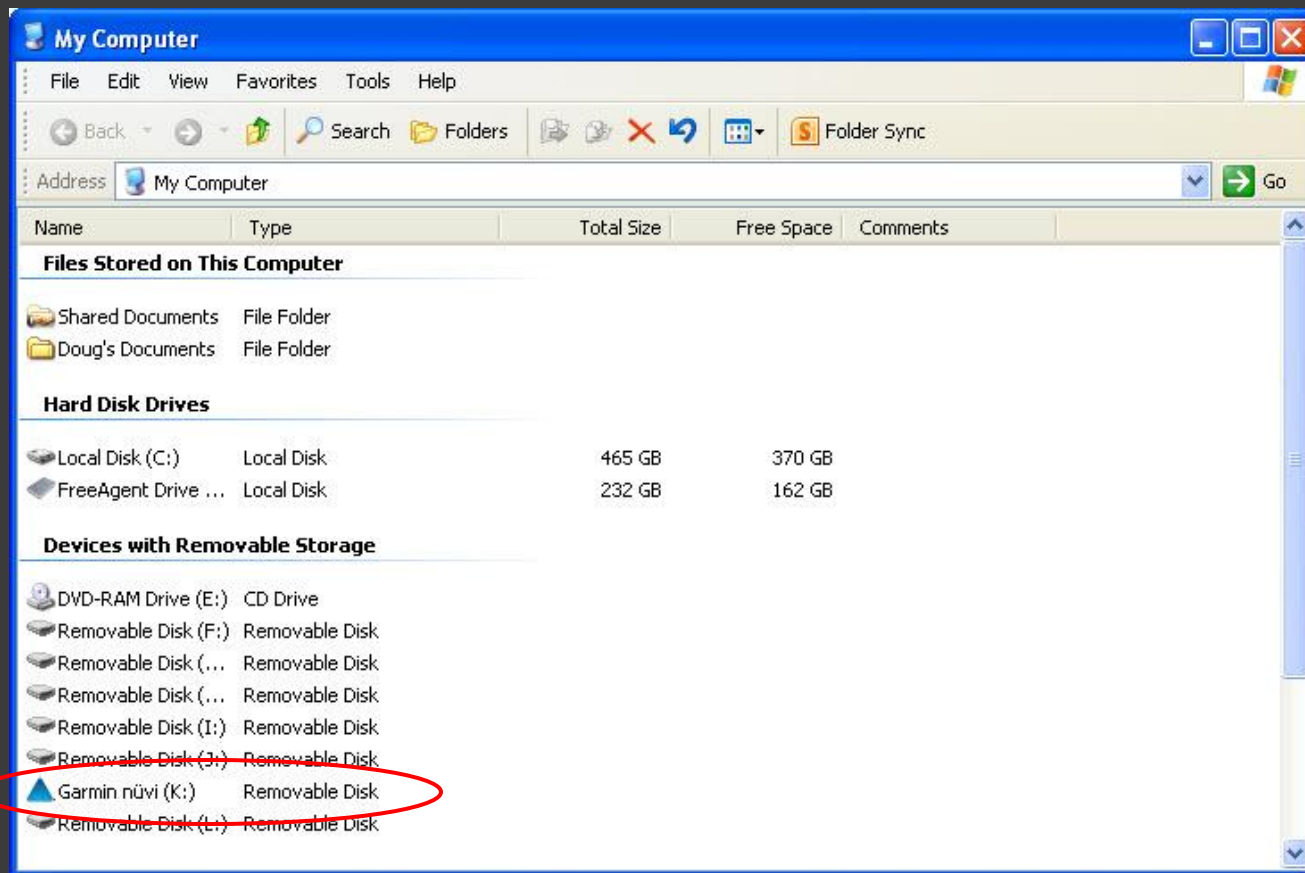 My Computer
File Edit View Favorites Tools Help
Back Search Folders Folder Sync
Address My Computer Go
Name Type Total Size Free Space Comments
Files Stored on This Computer
Shared Documents File Folder
Doug's Documents File Folder
Hard Disk Drives
Local Disk (C:) Local Disk 465 GB 370 GB
FreeAgent Drive ... Local Disk 232 GB 162 GB
Devices with Removable Storage
DVD-RAM Drive (E:) CD Drive
Removable Disk (F:) Removable Disk
Removable Disk (... Removable Disk
Removable Disk (... Removable Disk
Removable Disk (I:) Removable Disk
Removable Disk (J:) Removable Disk
Garmin nüvi (K:) Removable Disk
Removable Disk (L:) Removable Disk